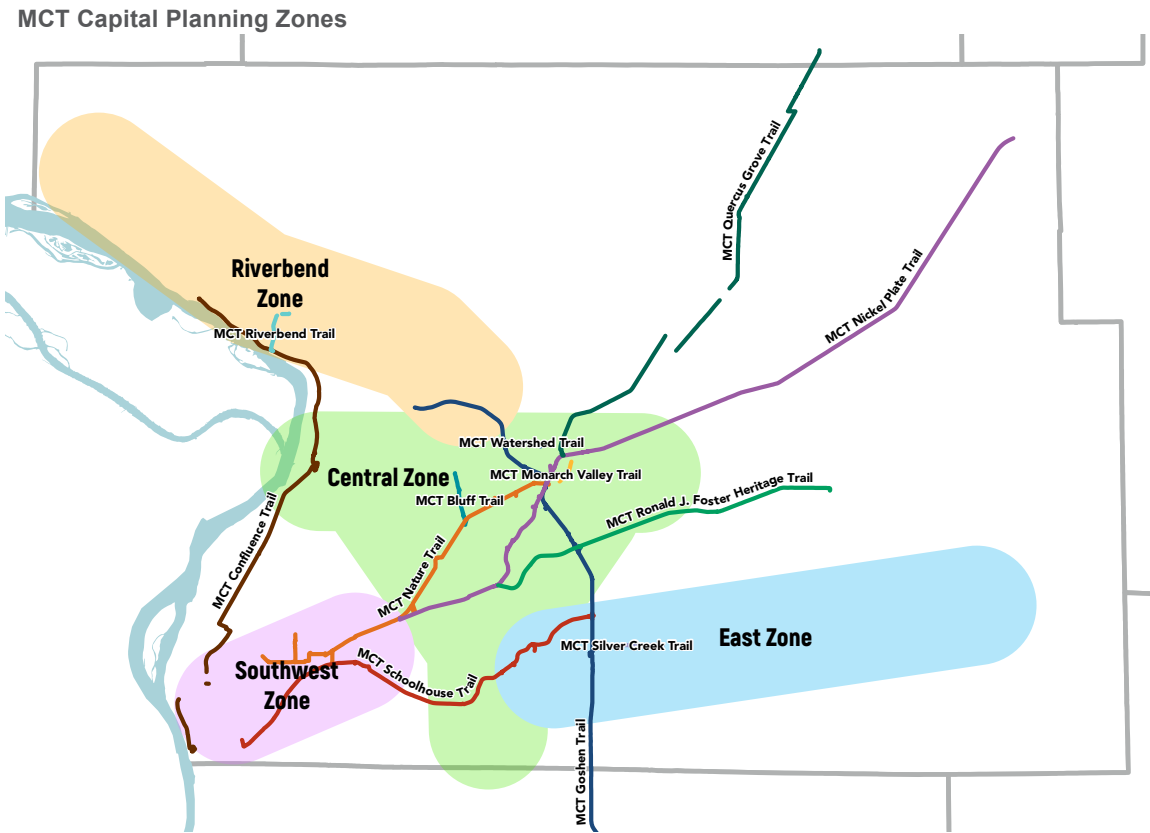 MCT Capital Planning Zones
MCT Quercus Grove Trail
MCT Nickel Plate Trail
Riverbend
Zone
MCT Riverbend Trail
MCT Watershed Trail
Central Zone
MCT Monarch Valley Trail
MCT Bluff Trail
MCT Ronald J. Foster Heritage Trail
MCT Confluence Trail
MCT Nature Trail
East Zone
MCT Silver Creek Trail
Southwest
Zone
MCT Schoolhouse Trail
MCT Goshen Trail